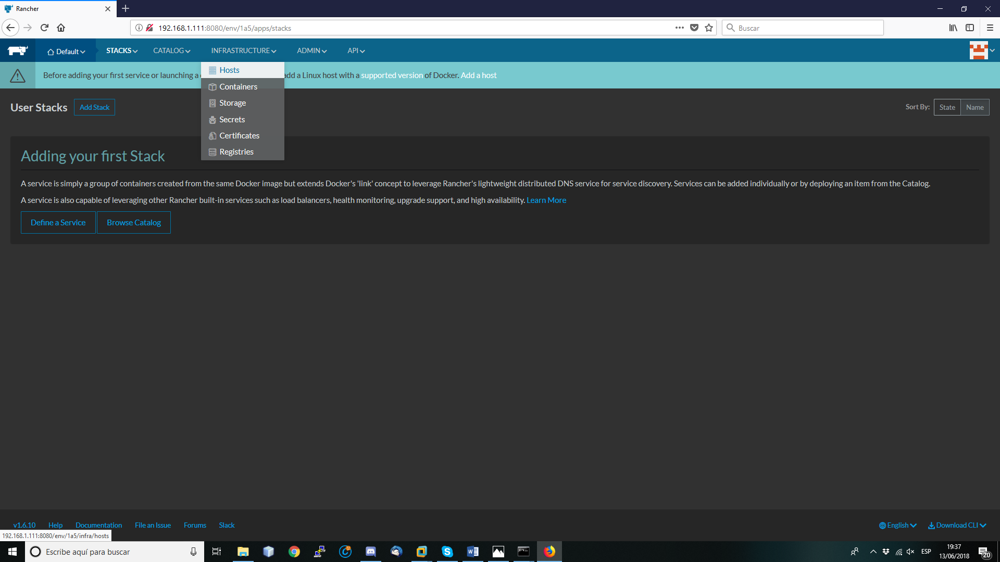 Rancher
192.168.1.111:8080/env/1a5/apps/stacks
Buscar
Default
STACKS
CATALOG
INFRASTRUCTURE
ADMIN
API
Before adding your first service or launching a
add a Linux host with a supported version of Docker. Add a host
Hosts
Containers
Storage
Secrets
Certificates
Registries
User Stacks
Add Stack
Sort By:
State
Name
Adding your first Stack
A service is simply a group of containers created from the same Docker image but extends Docker's 'link' concept to leverage Rancher's lightweight distributed DNS service for service discovery. Services can be added individually or by deploying an item from the Catalog.
A service is also capable of leveraging other Rancher built-in services such as load balancers, health monitoring, upgrade support, and high availability. Learn More
Define a Service
Browse Catalog
v1.6.10
Help
Documentation
File an Issue
Forums
Slack
English
Download CLI
192.168.1.111:8080/env/1a5/infra/hosts
Escribe aquí para buscar
ESP
19:37
13/06/2018
20